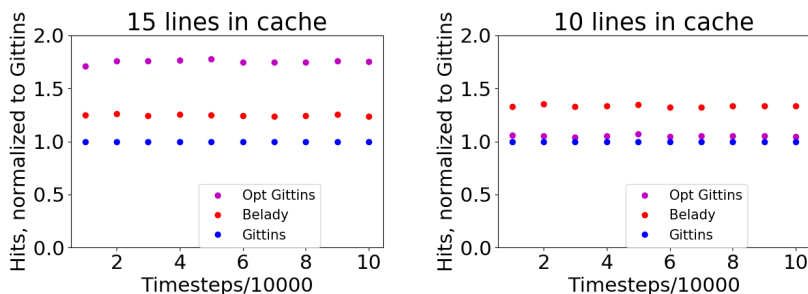 15 lines in cache
Hits, normalized to Gittins
2.0
1.5
1.0
0.5
0.0
Opt Gittins
Belady
Gittins
2 4 6 8 10
Timesteps/10000
10 lines in cache
Hits, normalized to Gittins
2.0
1.5
1.0
0.5
0.0
Opt Gittins
Belady
Gittins
2 4 6 8 10
Timesteps/10000